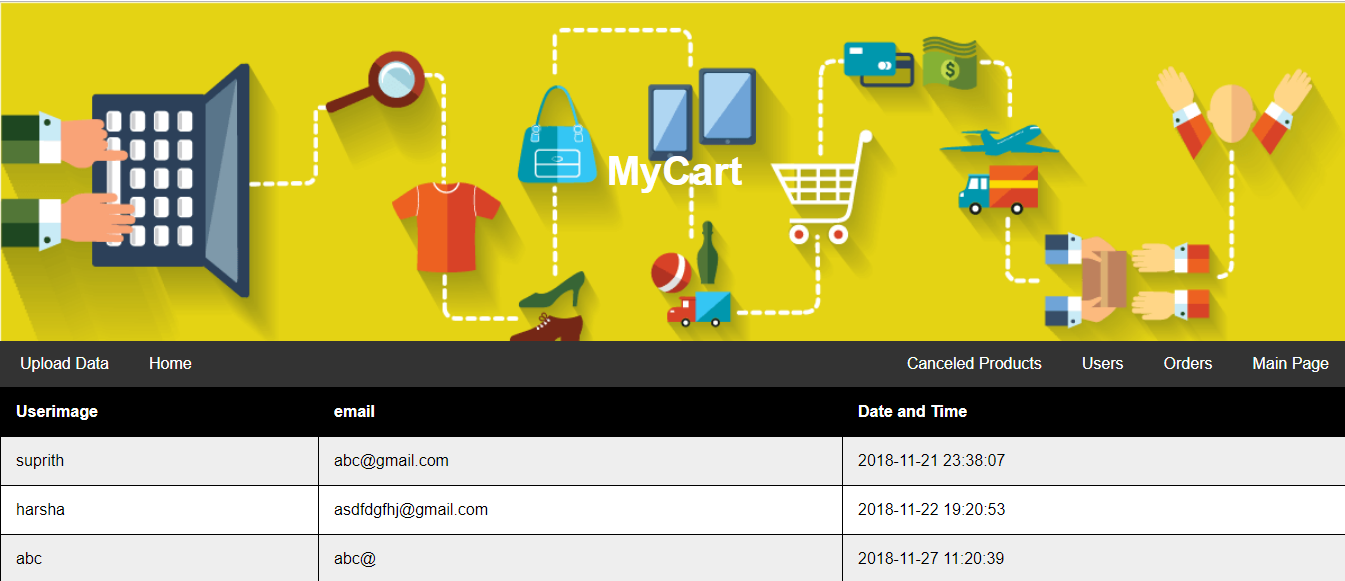 MyCart
Upload Data Home Canceled Products Users Orders Main Page
Userimage email Date and Time
suprith abc@gmail.com 2018-11-21 23:38:07
harsha asdfdgfhj@gmail.com 2018-11-22 19:20:53
abc abc@ 2018-11-27 11:20:39